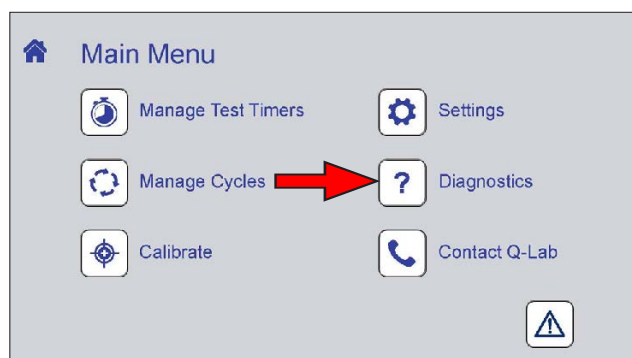 Main Menu
Manage Test Timers
Settings
Manage Cycles
?
Diagnostics
Calibrate
Contact Q-Lab